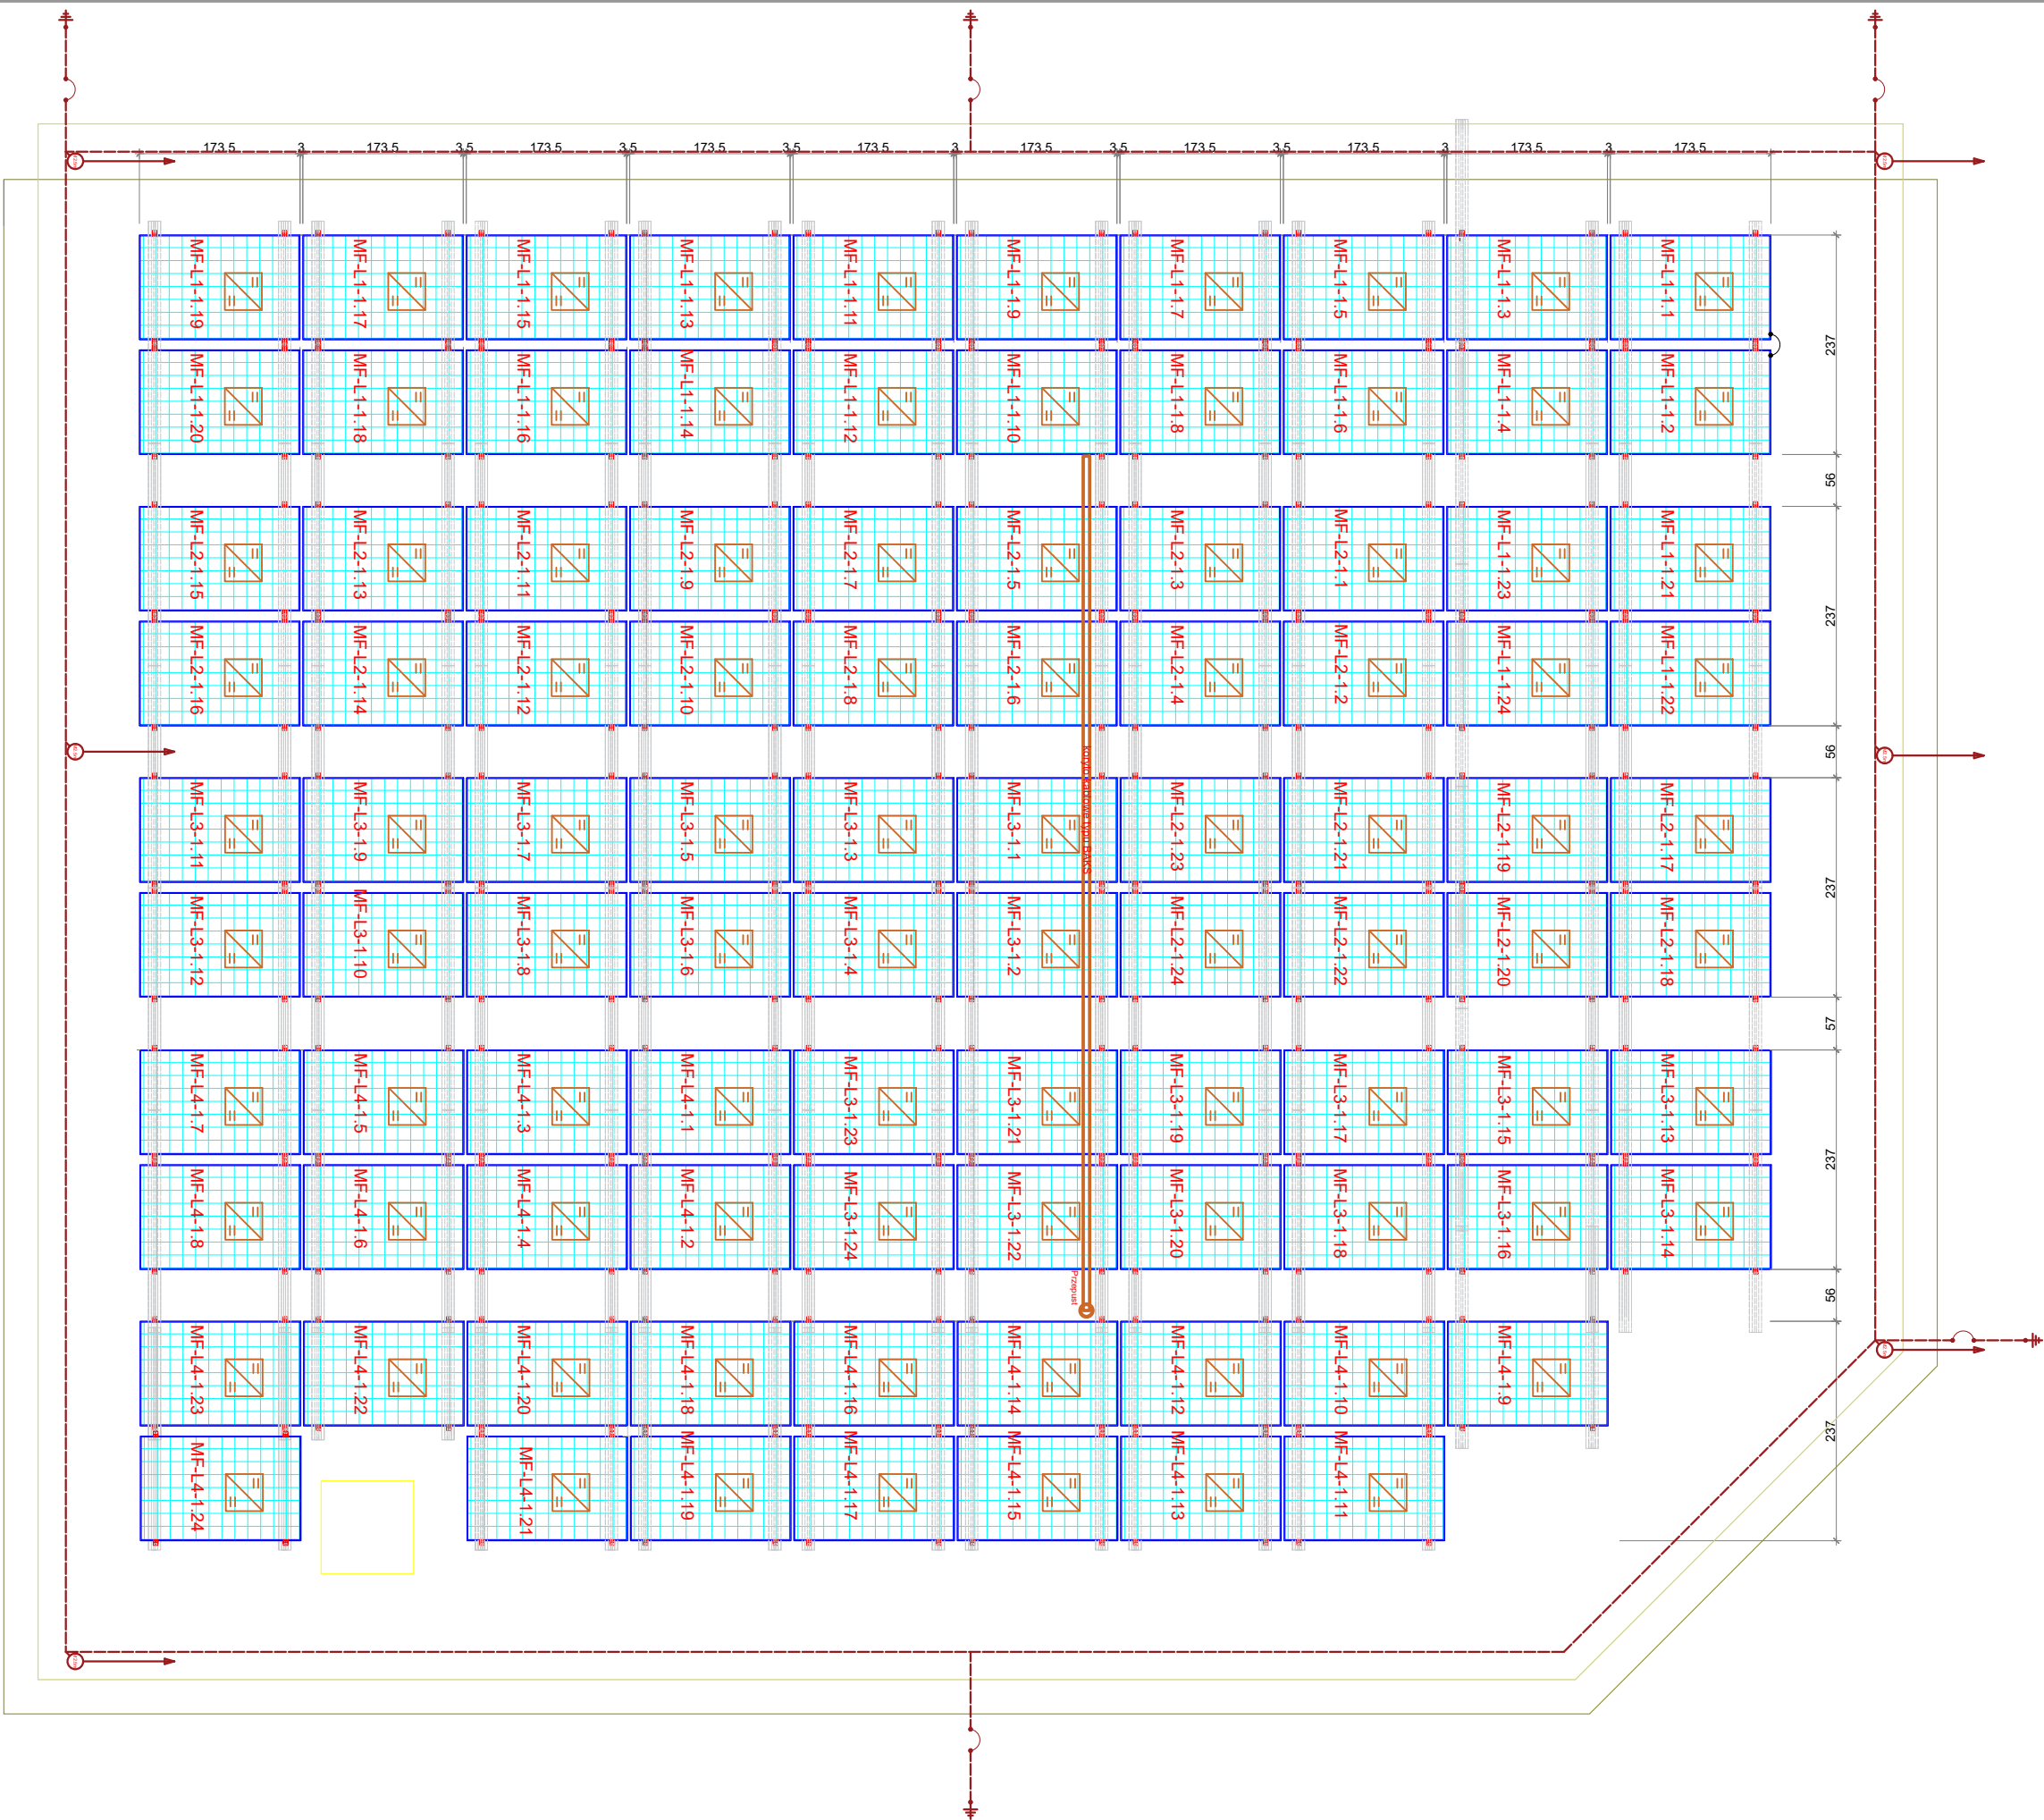 173.5 3 173.5 3.5 173.5 3.5 173.5 3.5 173.5 3 173.5 3.5 173.5 3.5 173.5 3 173.5 3 173.5
MF-L1-1.19 MF-L1-1.17 MF-L1-1.15 MF-L1-1.13 MF-L1-1.11 MF-L1-1.9 MF-L1-1.7 MF-L1-1.5 MF-L1-1.3 MF-L1-1.1
237
MF-L1-1.20 MF-L1-1.18 MF-L1-1.16 MF-L1-1.14 MF-L1-1.12 MF-L1-1.10 MF-L1-1.8 MF-L1-1.6 MF-L1-1.4 MF-L1-1.2
56
MF-L2-1.15 MF-L2-1.13 MF-L2-1.11 MF-L2-1.9 MF-L2-1.7 MF-L2-1.5 MF-L2-1.3 MF-L2-1.1 MF-L1-1.23 MF-L1-1.21
237
MF-L2-1.16 MF-L2-1.14 MF-L2-1.12 MF-L2-1.10 MF-L2-1.8 MF-L2-1.6 MF-L2-1.4 MF-L2-1.2 MF-L1-1.24 MF-L1-1.22
56
MF-L3-1.11 MF-L3-1.9 MF-L3-1.7 MF-L3-1.5 MF-L3-1.3 MF-L3-1.1 MF-L2-1.23 MF-L2-1.21 MF-L2-1.19 MF-L2-1.17
237
MF-L3-1.12 MF-L3-1.10 MF-L3-1.8 MF-L3-1.6 MF-L3-1.4 MF-L3-1.2 MF-L2-1.24 MF-L2-1.22 MF-L2-1.20 MF-L2-1.18
57
MF-L4-1.7 MF-L4-1.5 MF-L4-1.3 MF-L4-1.1 MF-L3-1.23 MF-L3-1.21 MF-L3-1.19 MF-L3-1.17 MF-L3-1.15 MF-L3-1.13
237
MF-L4-1.8 MF-L4-1.6 MF-L4-1.4 MF-L4-1.2 MF-L3-1.24 MF-L3-1.22 MF-L3-1.20 MF-L3-1.18 MF-L3-1.16 MF-L3-1.14
Przepust
56
MF-L4-1.23 MF-L4-1.22 MF-L4-1.20 MF-L4-1.18 MF-L4-1.16 MF-L4-1.14 MF-L4-1.12 MF-L4-1.10 MF-L4-1.9
237
MF-L4-1.24 MF-L4-1.21 MF-L4-1.19 MF-L4-1.17 MF-L4-1.15 MF-L4-1.13 MF-L4-1.11